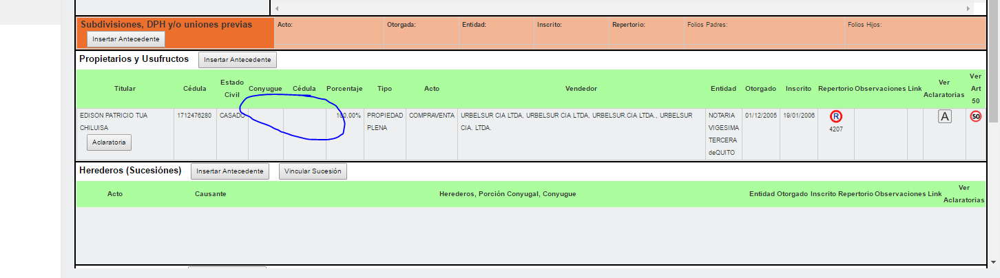 Subdivisiones, DPH y/o uniones previas
Insertar Antecedente
Acto: Otorgada: Entidad: Inscrito: Repertorio: Folios Padres: Folios Hijos:
Propietarios y Usufructos Insertar Antecedente
Titular Cédula Estado Civil Conyugue Cédula Porcentaje Tipo Acto Vendedor Entidad Otorgado Inscrito Repertorio Observaciones Link Ver Aclaratorias Ver Art 50
EDISON PATRICIO TUA
CHILUISA
Aclaratoria
1712476280
CASADO
100,00%
PROPIEDAD
PLENA
COMPRAVENTA
URBELSUR CIA LTDA, URBELSUR CIA LTDA, URBELSUR.CIA LTDA., URBELSUR
CIA. LTDA.
NOTARIA
VIGESIMA
TERCERA
deQUITO
01/12/2005
19/01/2006
R
4207
A
50
Herederos (Sucesiónes) Insertar Antecedente Vincular Sucesión
Acto Causante Herederos, Porción Conyugal, Conyugue Entidad Otorgado Inscrito Repertorio Observaciones Link Ver Aclaratorias